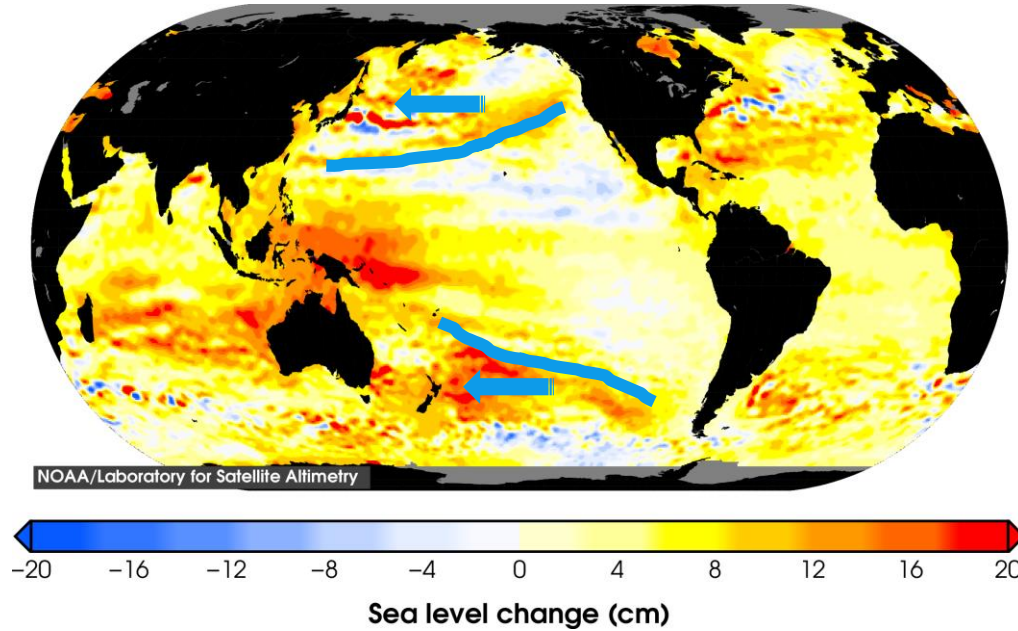 NOAA/Laboratory for Satellite Altimetry
−20 −16 −12 −8 −4 0 4 8 12 16 20
Sea level change (cm)